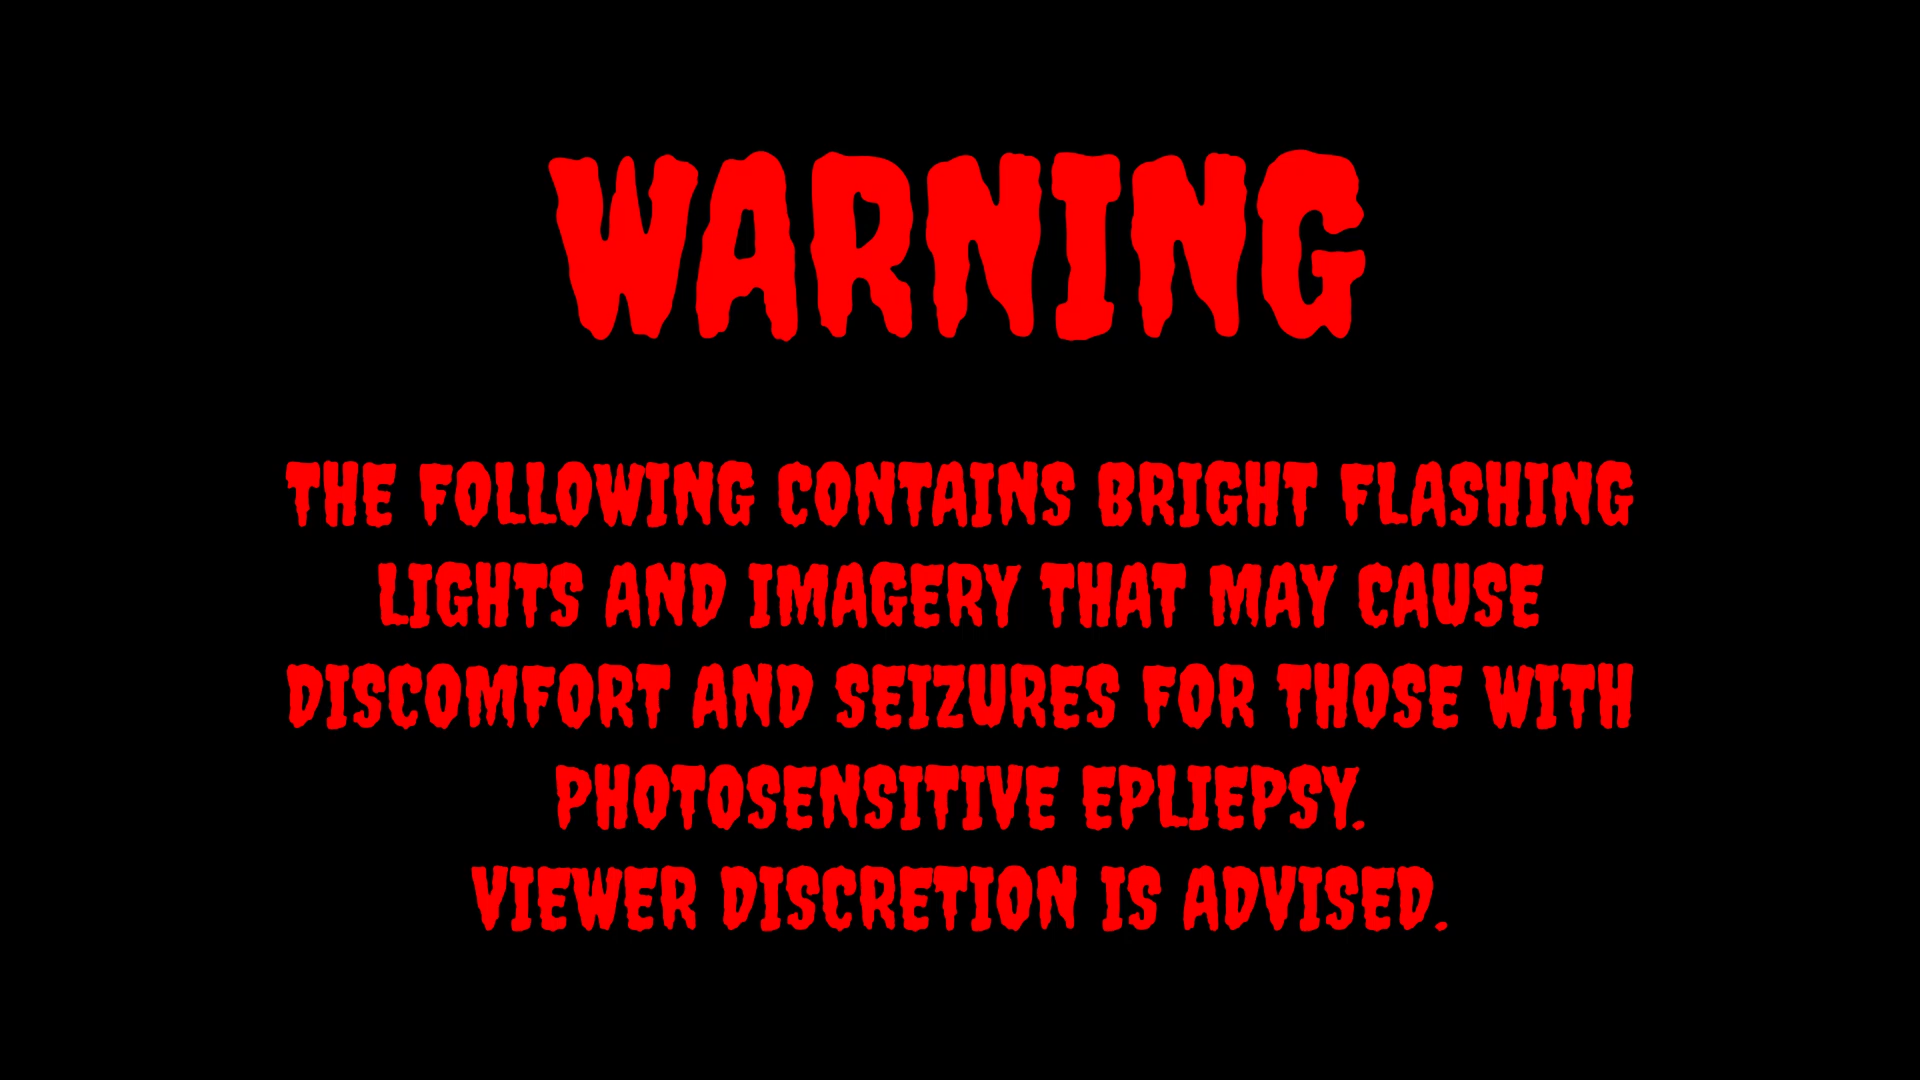 WARNING
THE FOLLOWING CONTAINS BRIGHT FLASHING
LIGHTS AND IMAGERY THAT MAY CAUSE
DISCOMFORT AND SEIZURES FOR THOSE WITH
PHOTOSENSITIVE EPLIEPSY.
VIEWER DISCRETION IS ADVISED.